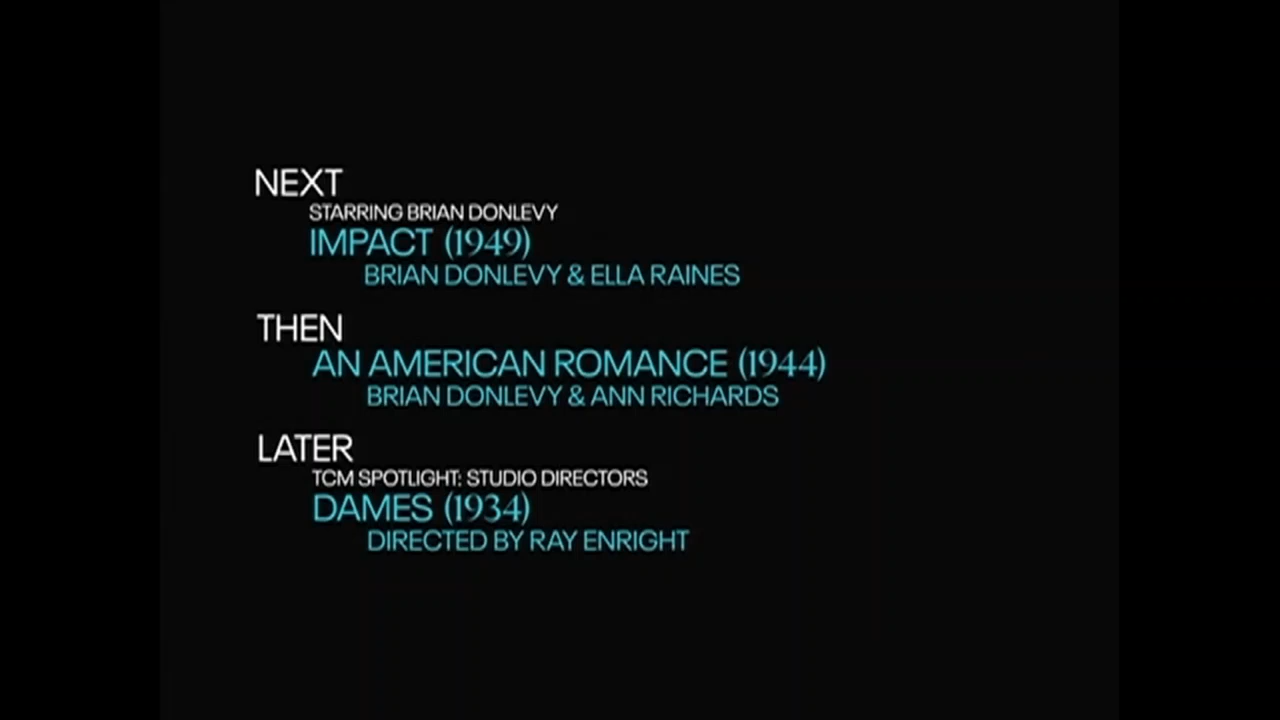 NEXT
STARRING BRIAN DONLEVY
IMPACT (1949)
BRIAN DONLEVY & ELLA RAINES
THEN
AN AMERICAN ROMANCE (1944)
BRIAN DONLEVY & ANN RICHARDS
LATER
TCM SPOTLIGHT: STUDIO DIRECTORS
DAMES (1934)
DIRECTED BY RAY ENRIGHT